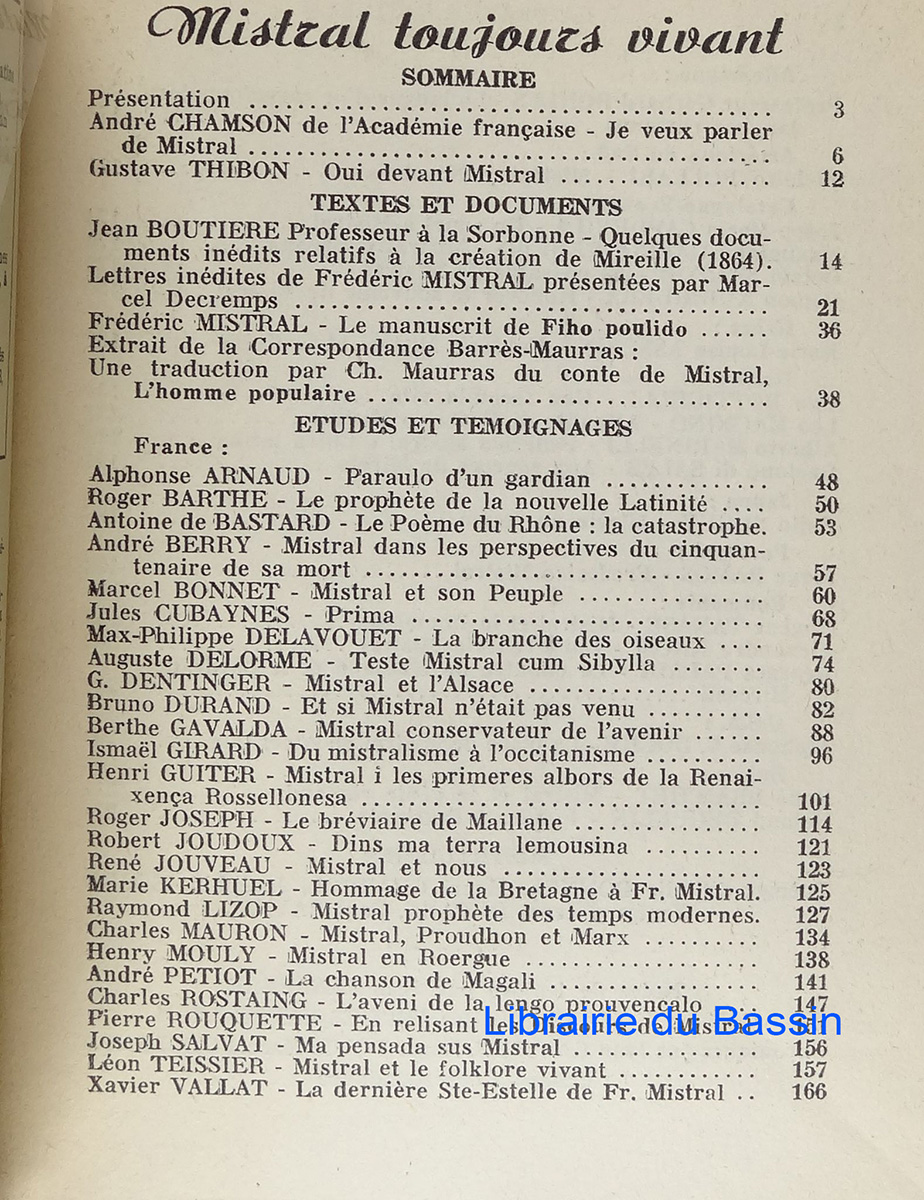 Mistral toujours vivant
SOMMAIRE
Présentation ........................................ 3
André CHAMSON de l'Académie française - Je veux parler
de Mistral ........................................ 6
Gustave THIBON - Oui devant Mistral .................. 12
TEXTES ET DOCUMENTS
Jean BOUTIERE Professeur à la Sorbonne - Quelques docu-
ments inédits relatifs à la création de Mireille (1864). 14
Lettres inédites de Frédéric MISTRAL présentées par Mar-
cel Decremps ........................................ 21
Frédéric MISTRAL - Le manuscrit de Fiho poulido ...... 36
Extrait de la Correspondance Barrès-Maurras :
Une traduction par Ch. Maurras du conte de Mistral,
L'homme populaire .................................. 38
ETUDES ET TEMOIGNAGES
France :
Alphonse ARNAUD - Paraulo d'un gardian .............. 48
Roger BARTHE - Le prophète de la nouvelle Latinité .... 50
Antoine de BASTARD - Le Poème du Rhône : la catastrophe. 53
André BERRY - Mistral dans les perspectives du cinquan-
tenaire de sa mort .................................. 57
Marcel BONNET - Mistral et son Peuple ................ 60
Jules CUBAYNES - Prima .............................. 68
Max-Philippe DELAVOUET - La branche des oiseaux .... 71
Auguste DELORME - Teste Mistral cum Sibylla ........ 74
G. DENTINGER - Mistral et l'Alsace .................... 80
Bruno DURAND - Et si Mistral n'était pas venu .......... 82
Berthe GAVALDA - Mistral conservateur de l'avenir ...... 88
Ismaël GIRARD - Du mistralisme à l'occitanisme .......... 96
Henri GUITER - Mistral i les primeres albors de la Renai-
xença Rossellonesa .................................. 101
Roger JOSEPH - Le bréviaire de Maillane ................ 114
Robert JOUDOUX - Dins ma terra lemousina ............ 121
René JOUVEAU - Mistral et nous ...................... 123
Marie KERHUEL - Hommage de la Bretagne à Fr. Mistral. 125
Raymond LIZOP - Mistral prophète des temps modernes. 127
Charles MAURON - Mistral, Proudhon et Marx .......... 134
Henry MOULY - Mistral en Roergue .................... 138
André PETIOT - La chanson de Magali .................. 141
Charles ROSTAING - L'aveni de la lengo prouvençalo .... 147
Pierre ROUQUETTE - En relisant les Discours de Mistral
Joseph SALVAT - Ma pensada sus Mistral ................ 156
Léon TEISSIER - Mistral et le folklore vivant ............ 157
Xavier VALLAT - La dernière Ste-Estelle de Fr. Mistral .. 166
Librairie du Bassin